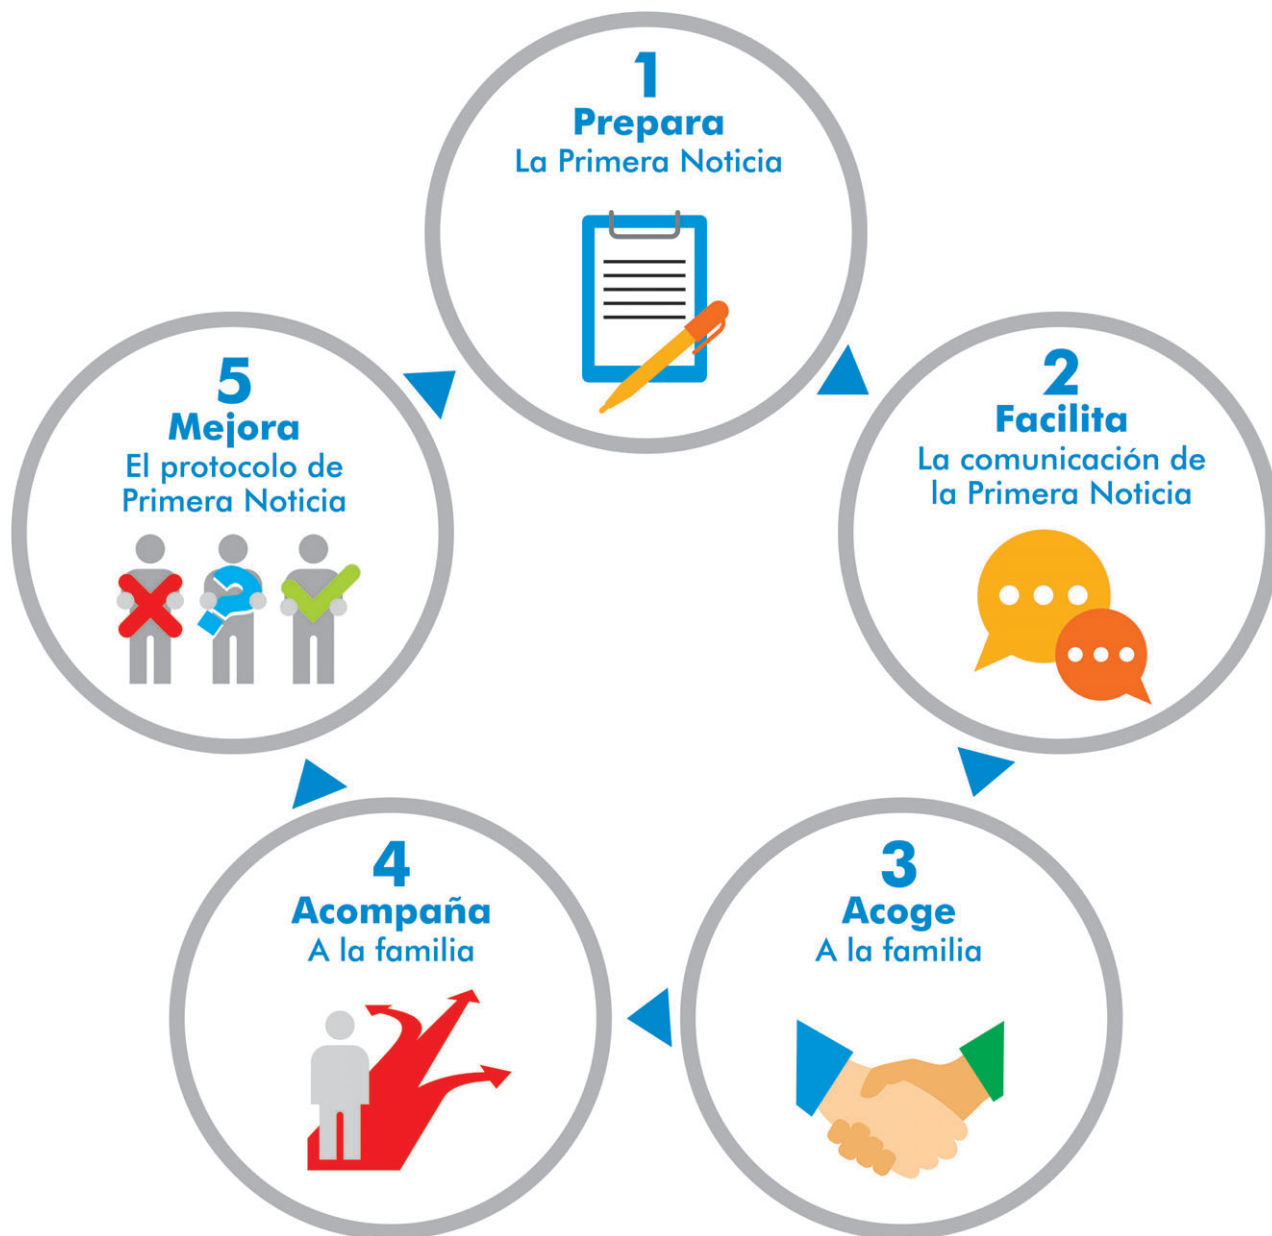 1
Prepara
La Primera Noticia
2
Facilita
La comunicación de
la Primera Noticia
3
Acoge
A la familia
4
Acompaña
A la familia
5
Mejora
El protocolo de
Primera Noticia